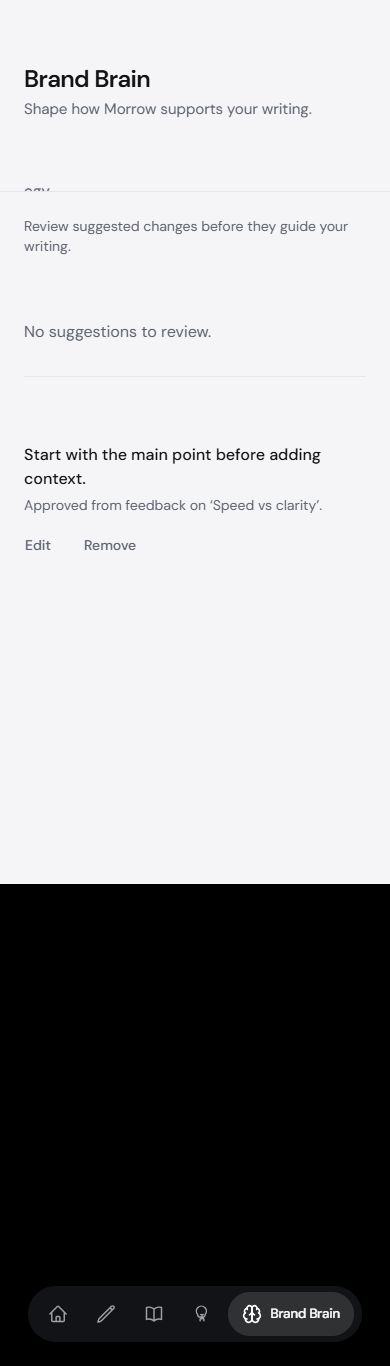 Brand Brain
Shape how Morrow supports your writing.
Review suggested changes before they guide your
writing.
No suggestions to review.
Start with the main point before adding
context.
Approved from feedback on ‘Speed vs clarity’.
Edit Remove
Brand Brain